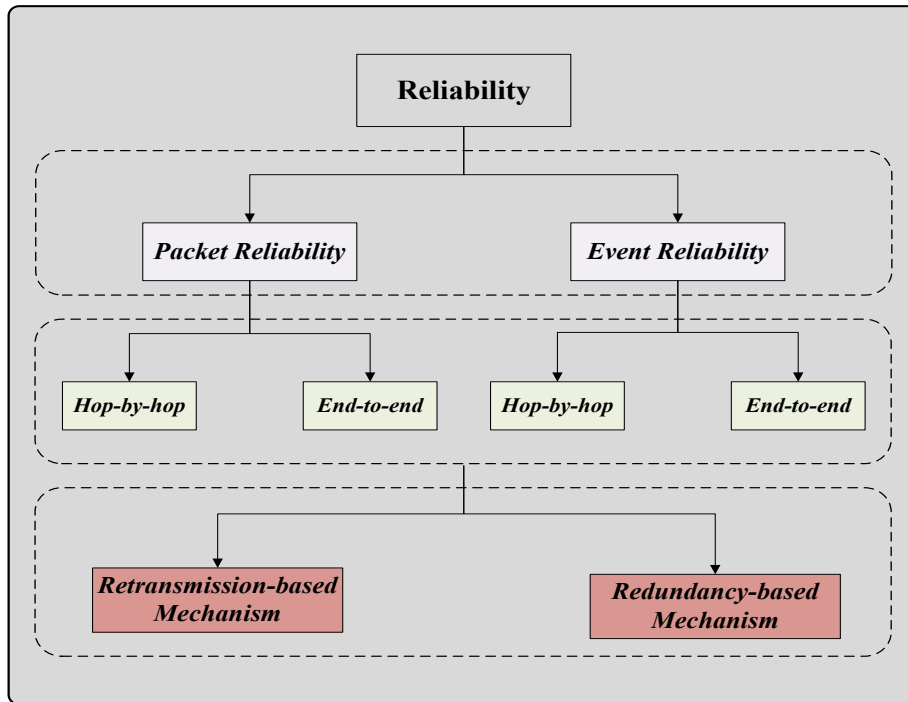 Reliability
Packet Reliability
Event Reliability
Hop-by-hop
End-to-end
Hop-by-hop
End-to-end
Retransmission-based
Mechanism
Redundancy-based
Mechanism